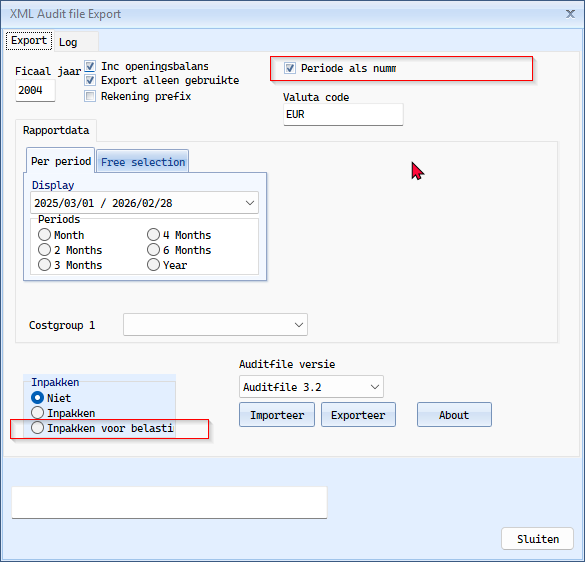 XML Audit file Export
Export Log
Ficaal jaar
2004
Inc openingsbalans
Export alleen gebruikte
Rekening prefix
Periode als numm
Valuta code
EUR
Rapportdata
Per period Free selection
Display
2025/03/01 / 2026/02/28
Periods
Month 4 Months
2 Months 6 Months
3 Months Year
Costgroup 1
Inpakken
Niet
Inpakken
Inpakken voor belasti
Auditfile versie
Auditfile 3.2
Importeer Exporteer About
Sluiten